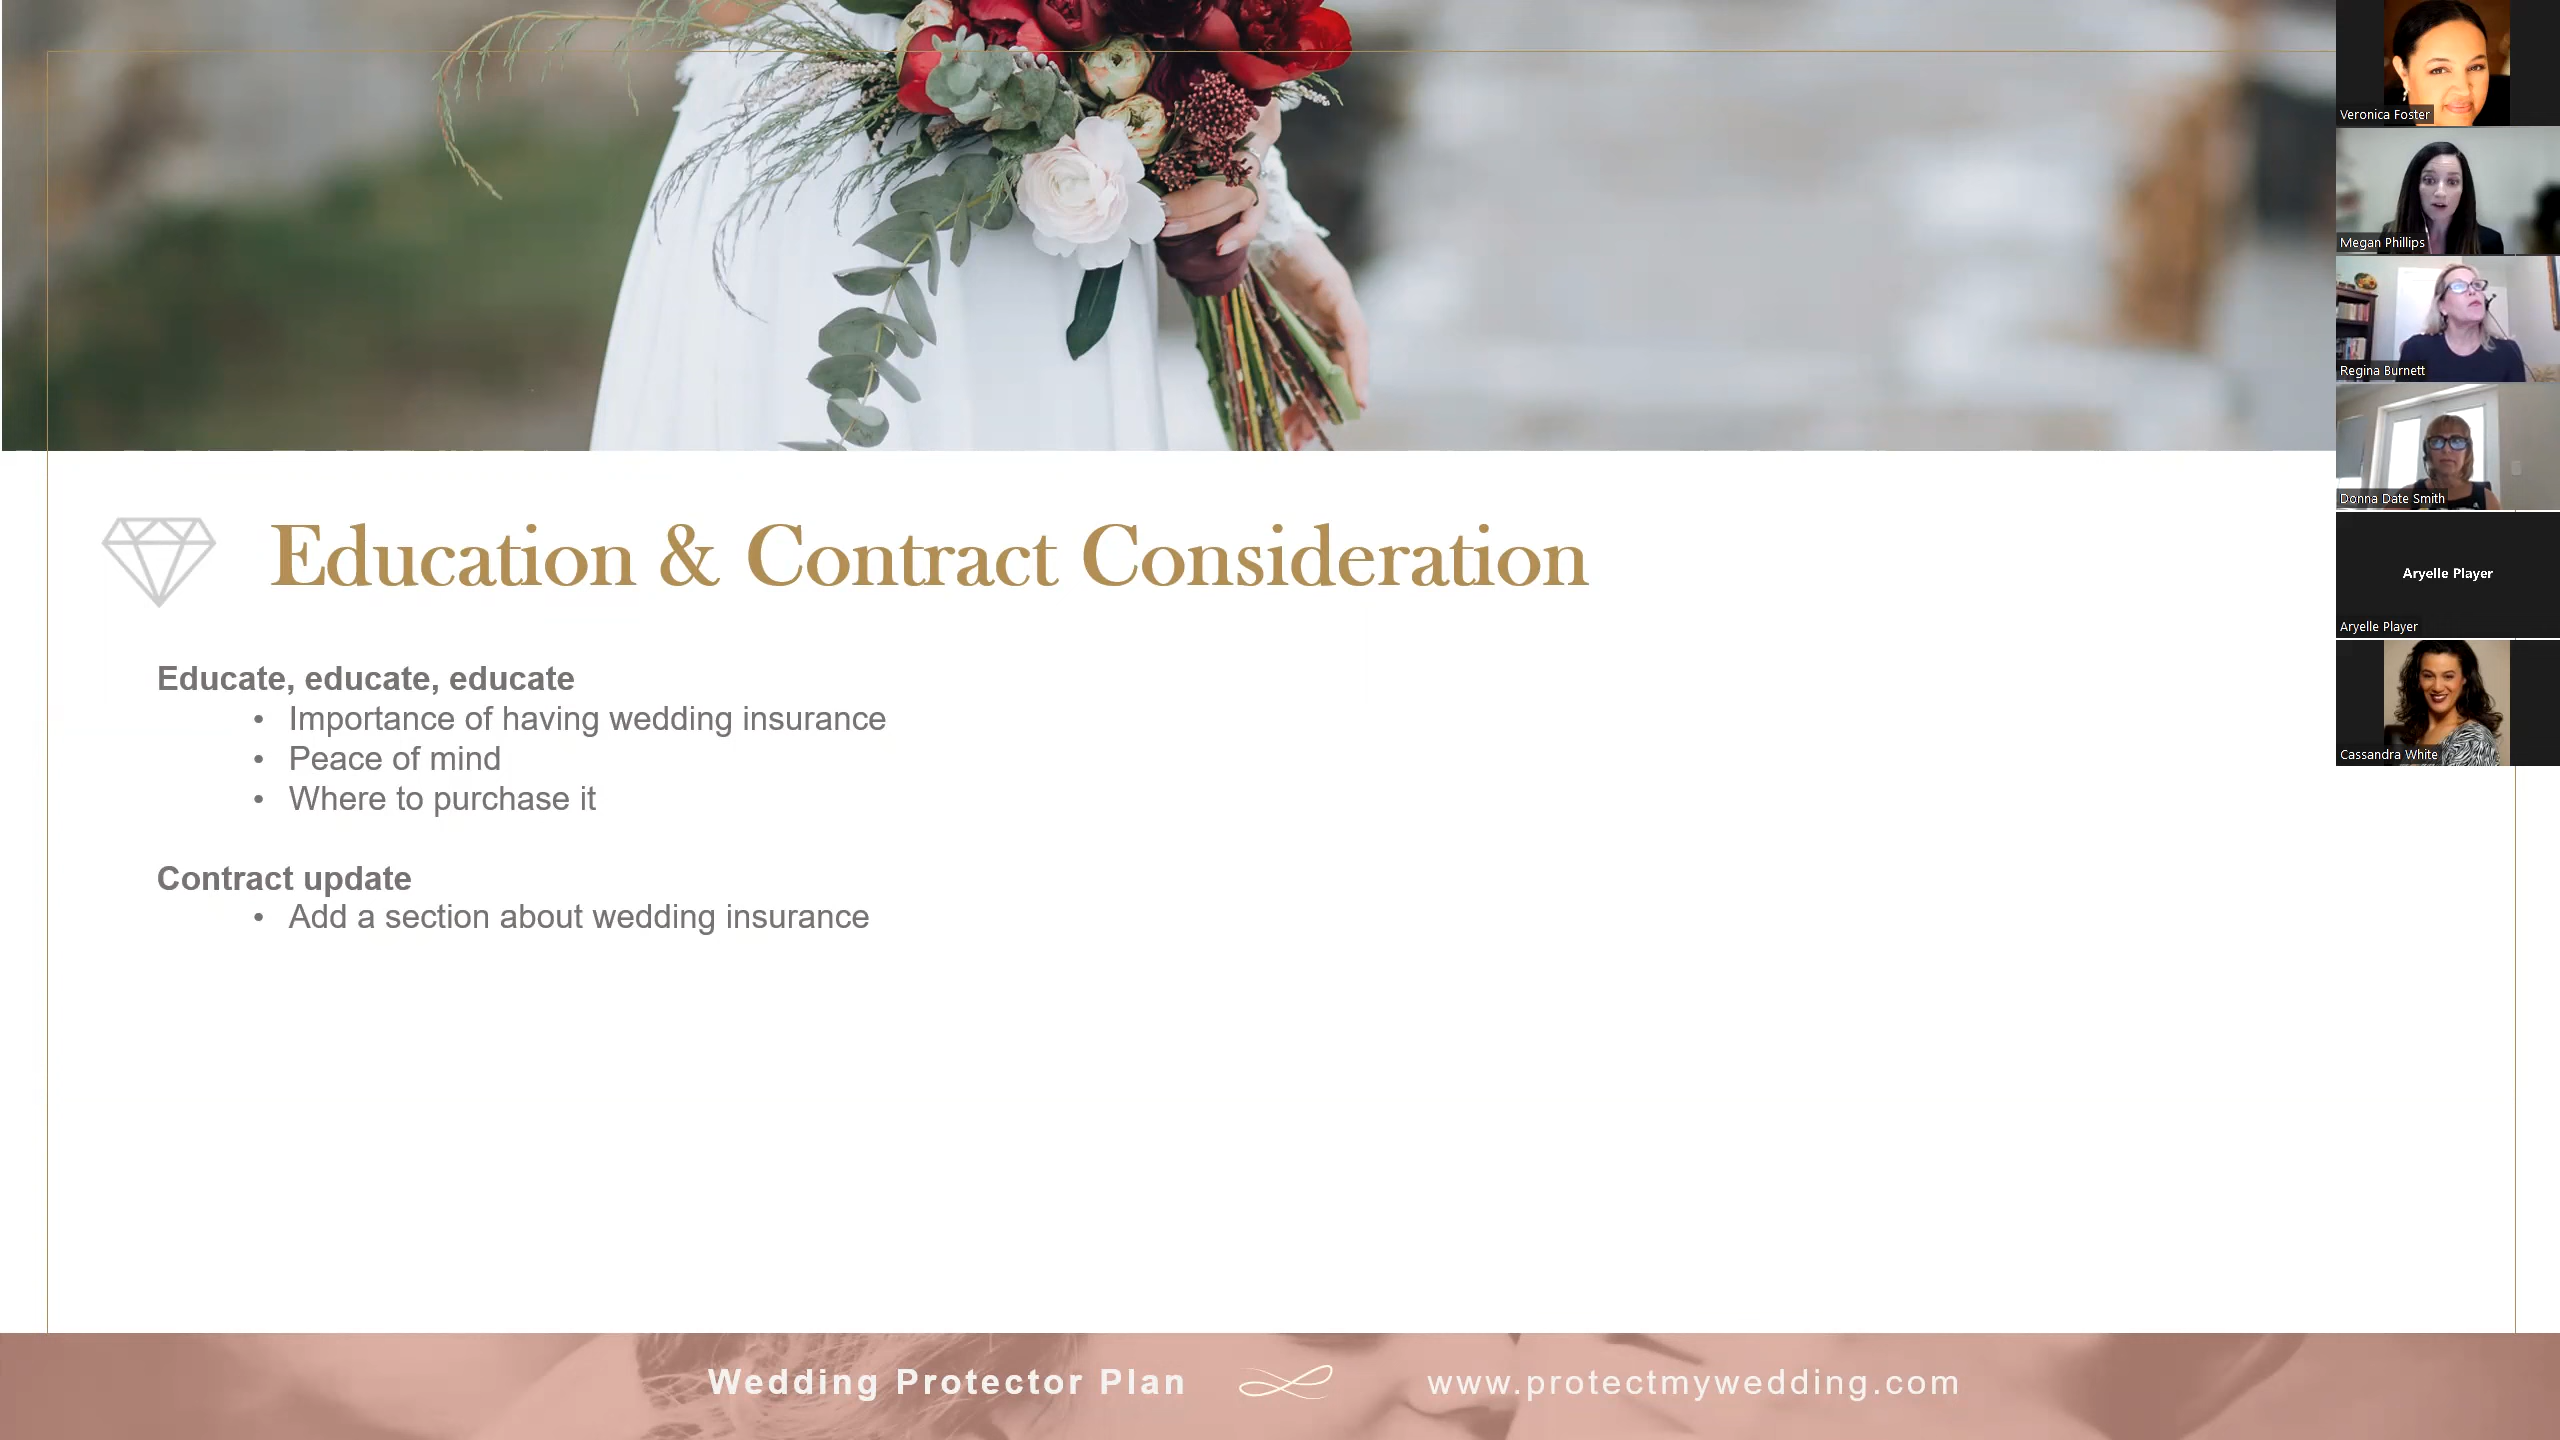 Education & Contract Consideration
Educate, educate, educate
• Importance of having wedding insurance
• Peace of mind
• Where to purchase it
Contract update
• Add a section about wedding insurance
Wedding Protector Plan
www.protectmywedding.com
Veronica Foster
Megan Phillips
Regina Burnett
Donna Date Smith
Aryelle Player
Aryelle Player
Cassandra White